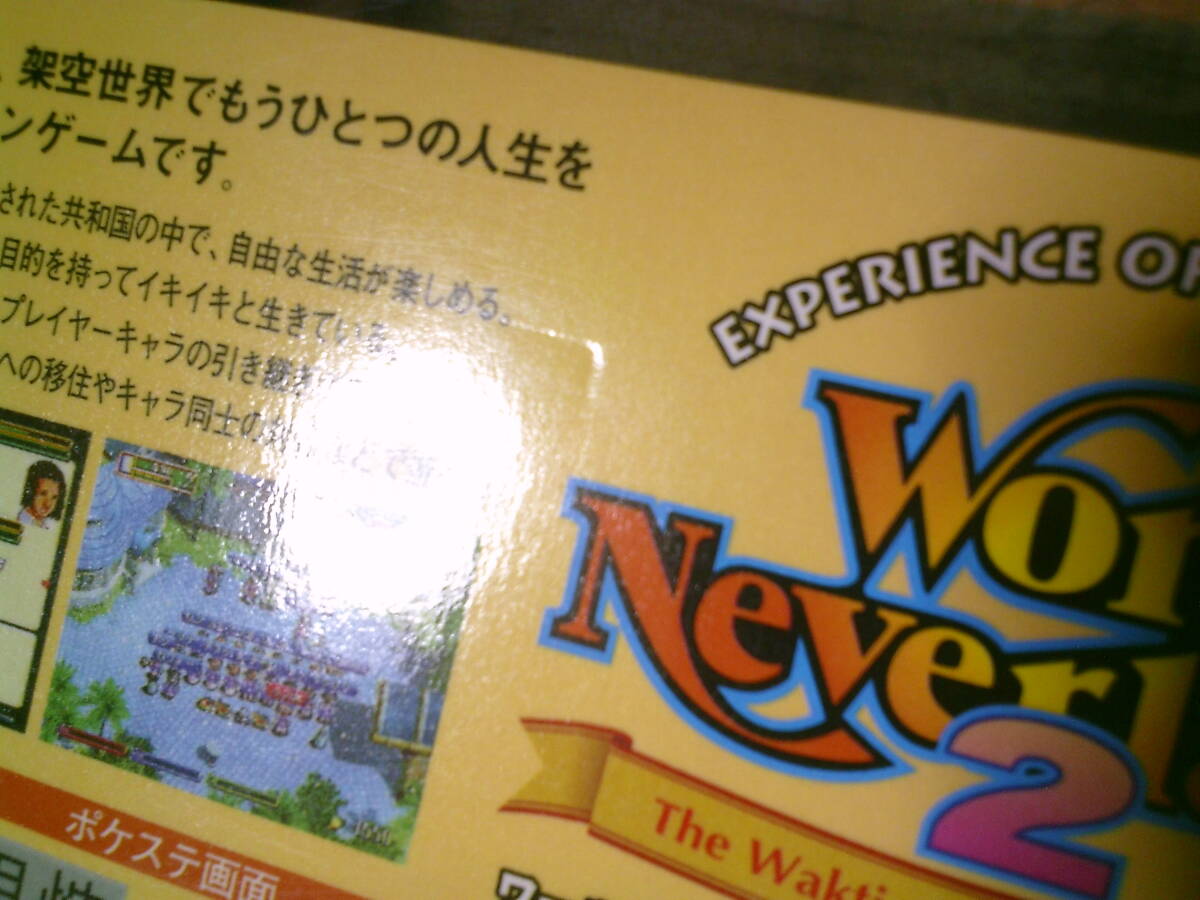 、架空世界でもうひとつの人生を
ンゲームです。
された共和国の中で、自由な生活が楽しめる。
目的を持ってイキイキと生きている
プレイヤーキャラの引き継ぎ
への移住やキャラ同士の
EXPERIENCE OF
Wor
Neverl
2
The Wakti
ポケステ画面